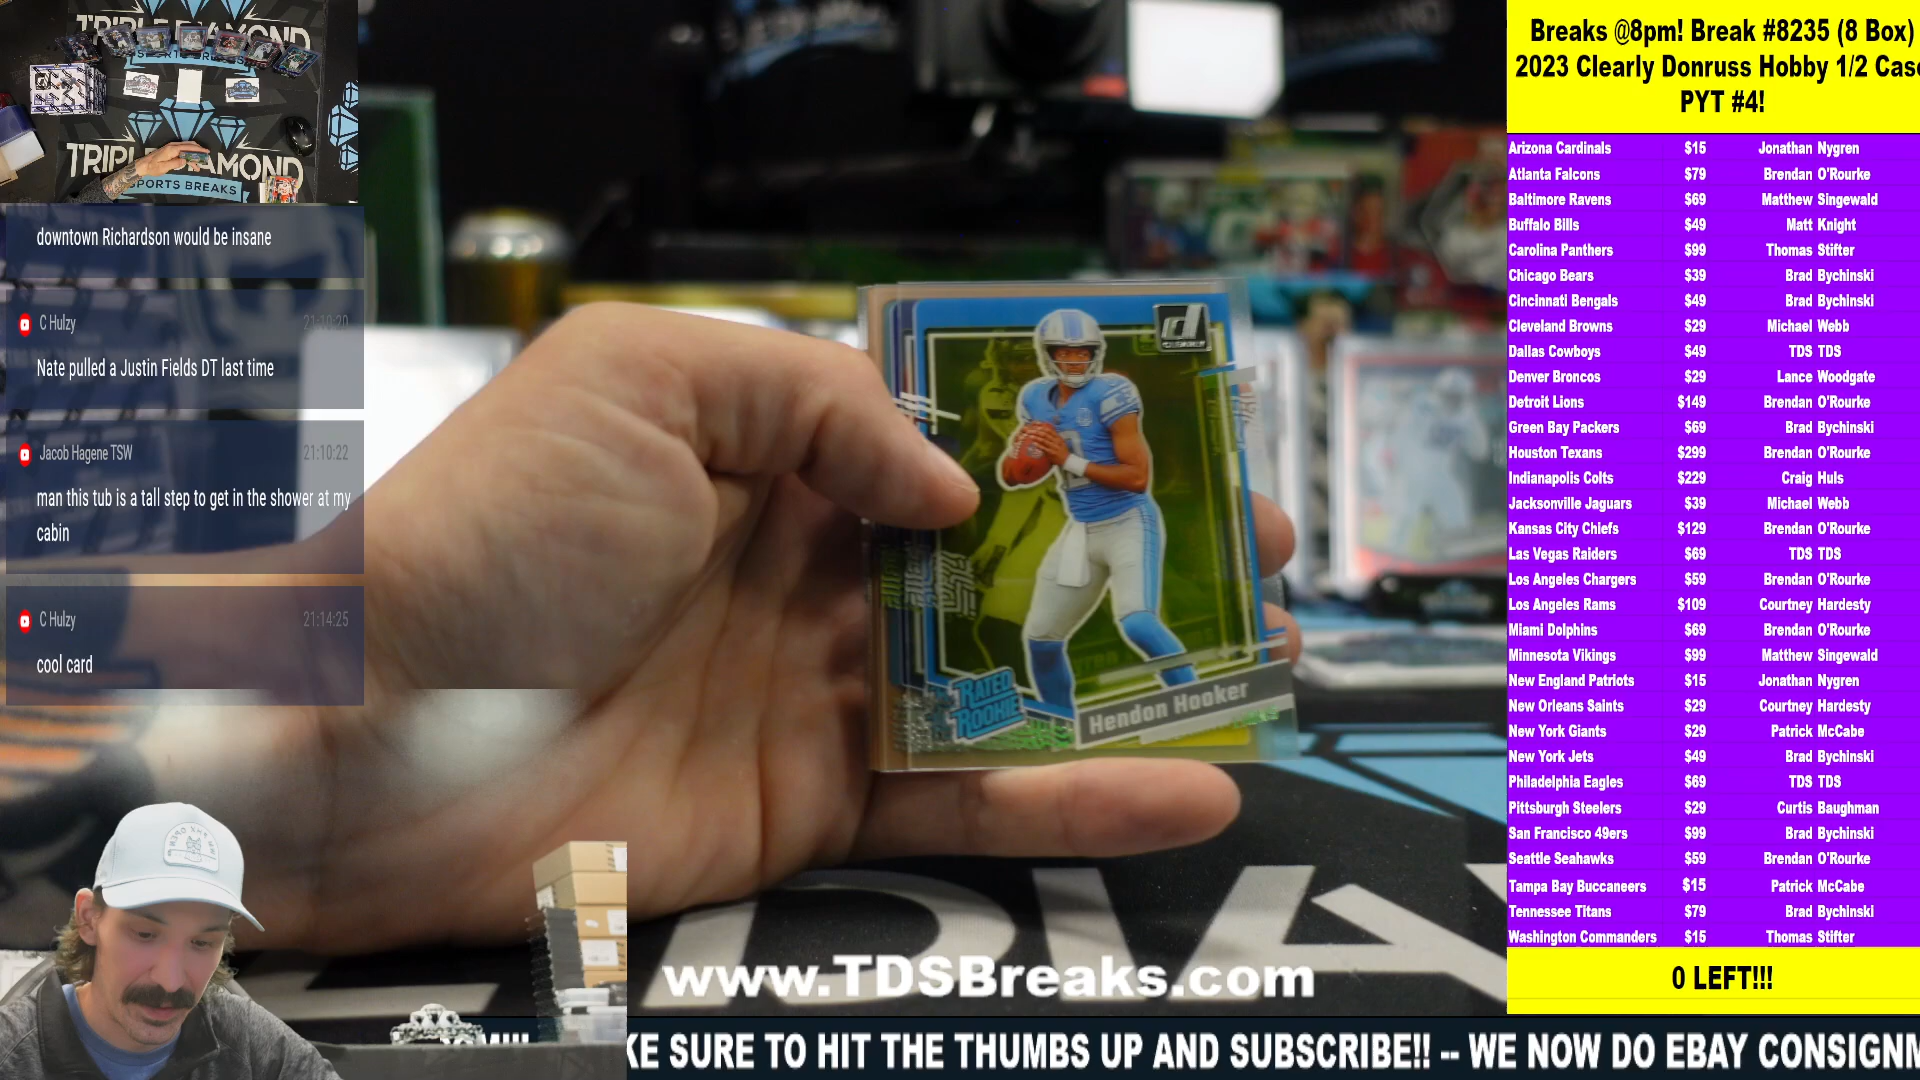 TRIPLE DIAMOND
SPORTS BREAKS
TRIPLE DIAMOND
SPORTS BREAKS
downtown Richardson would be insane
C Hulzy 21:10:20
Nate pulled a Justin Fields DT last time
Jacob Hagene TSW 21:10:22
man this tub is a tall step to get in the shower at my
cabin
C Hulzy 21:14:25
cool card
d
CLEARLY
RATED
ROOKIE
Hendon Hooker
www.TDSBreaks.com
KE SURE TO HIT THE THUMBS UP AND SUBSCRIBE!! -- WE NOW DO EBAY CONSIGNM
Breaks @8pm! Break #8235 (8 Box)
2023 Clearly Donruss Hobby 1/2 Case
PYT #4!
Arizona Cardinals $15 Jonathan Nygren
Atlanta Falcons $79 Brendan O'Rourke
Baltimore Ravens $69 Matthew Singewald
Buffalo Bills $49 Matt Knight
Carolina Panthers $99 Thomas Stifter
Chicago Bears $39 Brad Bychinski
Cincinnati Bengals $49 Brad Bychinski
Cleveland Browns $29 Michael Webb
Dallas Cowboys $49 TDS TDS
Denver Broncos $29 Lance Woodgate
Detroit Lions $149 Brendan O'Rourke
Green Bay Packers $69 Brad Bychinski
Houston Texans $299 Brendan O'Rourke
Indianapolis Colts $229 Craig Huls
Jacksonville Jaguars $39 Michael Webb
Kansas City Chiefs $129 Brendan O'Rourke
Las Vegas Raiders $69 TDS TDS
Los Angeles Chargers $59 Brendan O'Rourke
Los Angeles Rams $109 Courtney Hardesty
Miami Dolphins $69 Brendan O'Rourke
Minnesota Vikings $99 Matthew Singewald
New England Patriots $15 Jonathan Nygren
New Orleans Saints $29 Courtney Hardesty
New York Giants $29 Patrick McCabe
New York Jets $49 Brad Bychinski
Philadelphia Eagles $69 TDS TDS
Pittsburgh Steelers $29 Curtis Baughman
San Francisco 49ers $99 Brad Bychinski
Seattle Seahawks $59 Brendan O'Rourke
Tampa Bay Buccaneers $15 Patrick McCabe
Tennessee Titans $79 Brad Bychinski
Washington Commanders $15 Thomas Stifter
0 LEFT!!!